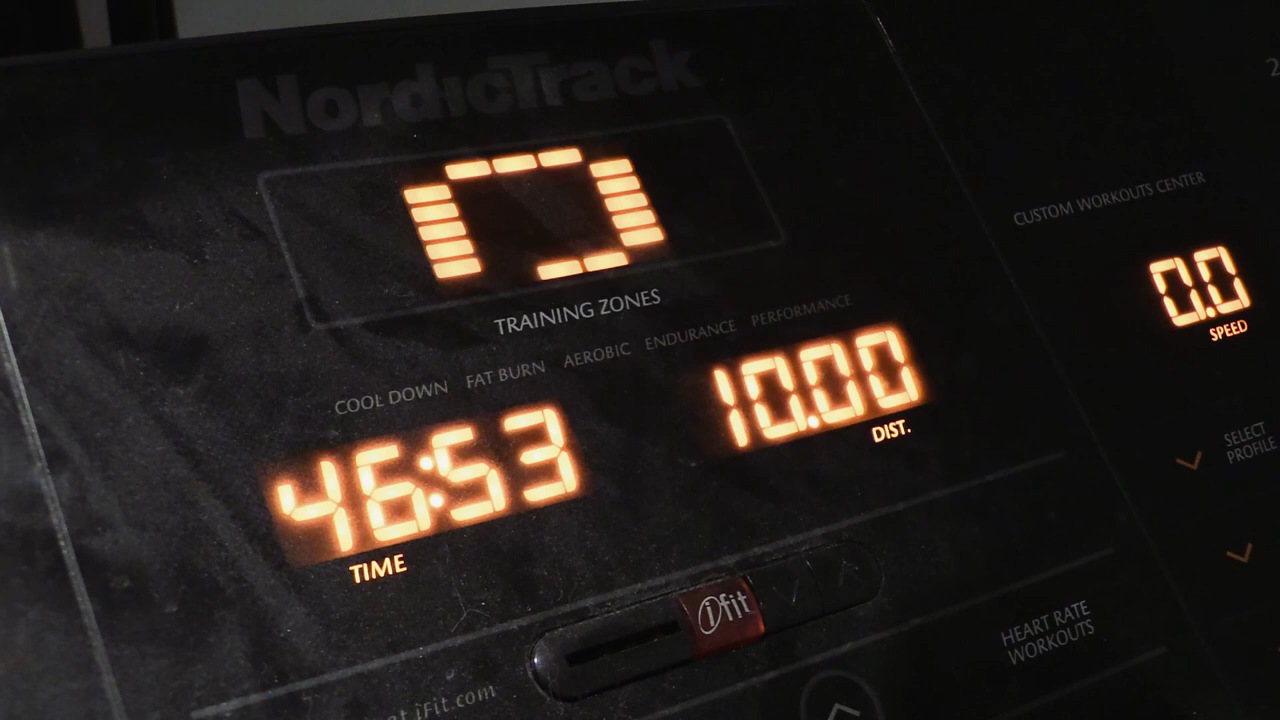 NordicTrack
TRAINING ZONES
COOL DOWN FAT BURN AEROBIC ENDURANCE PERFORMANCE
46:53
TIME
10.00
DIST.
CUSTOM WORKOUTS CENTER
0.0
SPEED
SELECT
PROFILE
ifit
HEART RATE
WORKOUTS
iFit.com